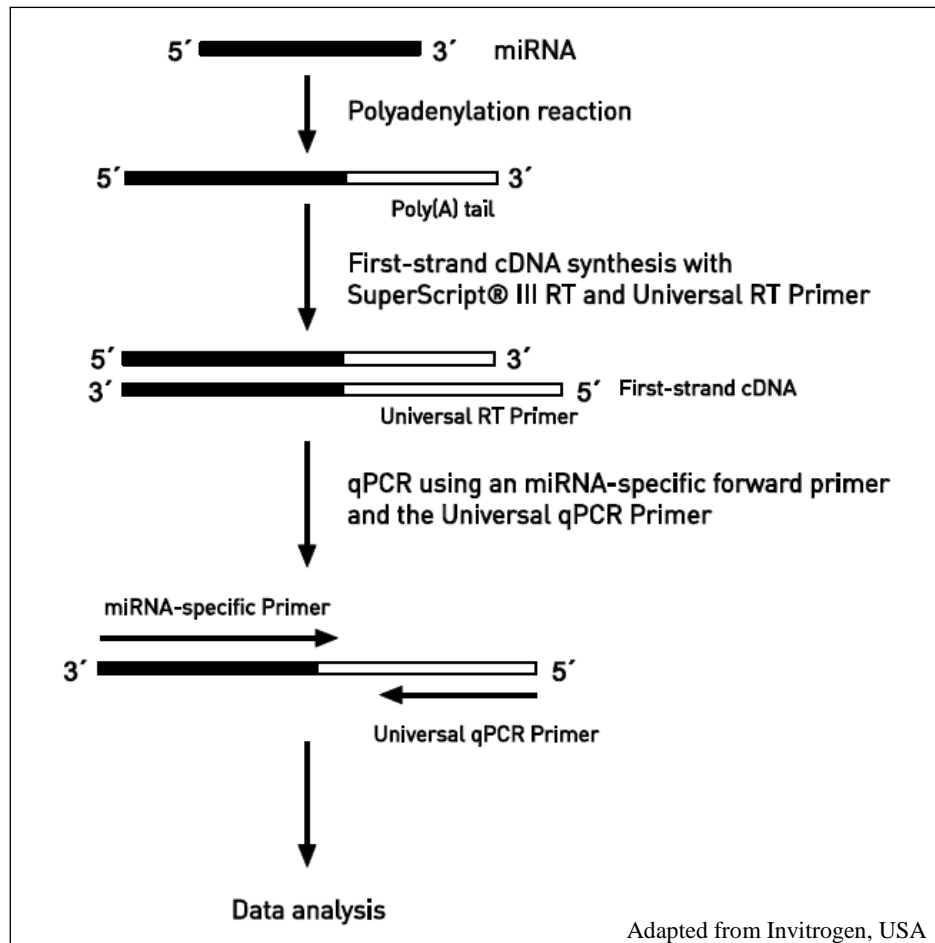 5´ 3´ miRNA
Polyadenylation reaction
5´ 3´
Poly(A) tail
First-strand cDNA synthesis with
SuperScript® III RT and Universal RT Primer
5´ 3´
3´ 5´ First-strand cDNA
Universal RT Primer
qPCR using an miRNA-specific forward primer
and the Universal qPCR Primer
miRNA-specific Primer
3´ 5´
Universal qPCR Primer
Data analysis
Adapted from Invitrogen, USA